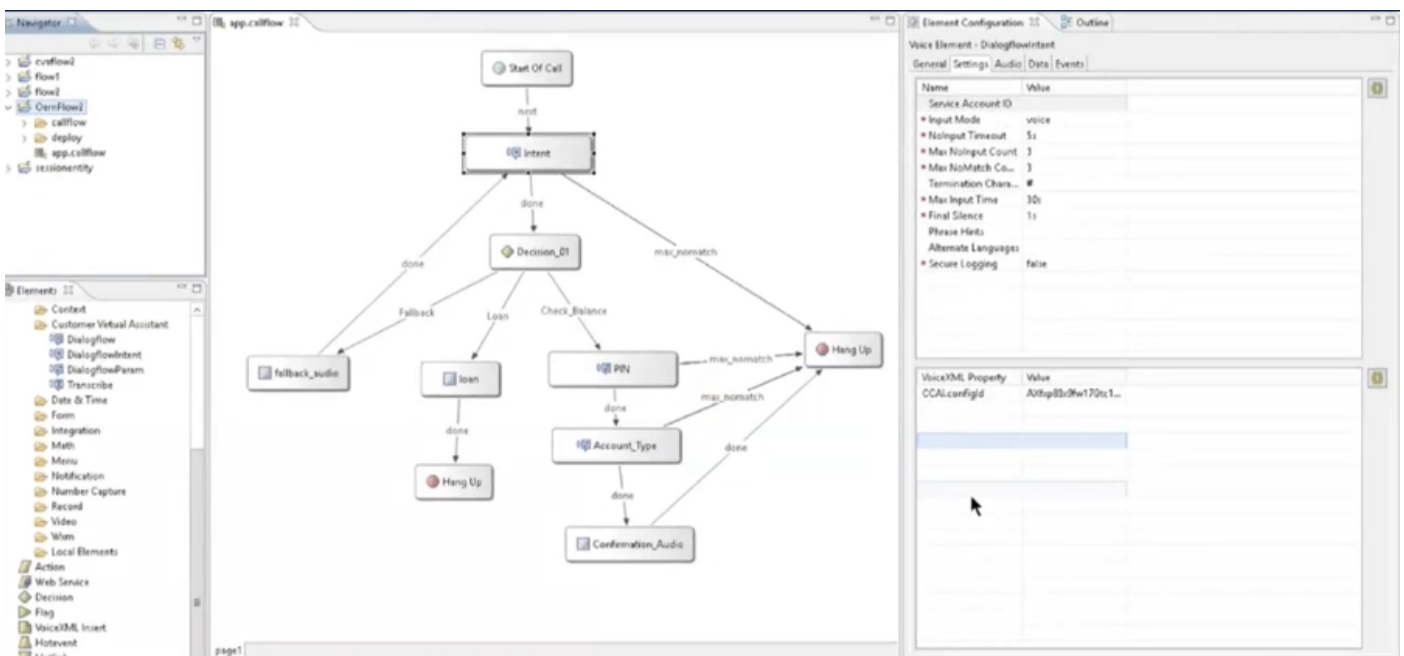 Navigator
cvaflow2
flow1
flow2
OemFlow2
callflow
deploy
app.callflow
sessionentity
Elements
Context
Customer Virtual Assistant
Dialogflow
DialogflowIntent
DialogflowParam
Transcribe
Date & Time
Form
Integration
Math
Menu
Notification
Number Capture
Record
Video
Wxm
Local Elements
Action
Web Service
Decision
Flag
VoiceXML Insert
Hotevent
app.callflow
Start Of Call
next
Intent
done
Decision_01
max_nomatch
done
Fallback
Loan
Check_Balance
Hang Up
fallback_audio
loan
PIN
max_nomatch
done
done
max_nomatch
Account_Type
done
Hang Up
done
Confirmation_Audio
page1
Element Configuration
Outline
Voice Element - DialogflowIntent
General Settings Audio Data Events
Name Value
Service Account ID
* Input Mode voice
* NoInput Timeout 5s
* Max NoInput Count 3
* Max NoMatch Co... 3
Termination Chara... #
* Max Input Time 30s
* Final Silence 1s
Phrase Hints
Alternate Languages
* Secure Logging false
VoiceXML Property Value
CCAI.configId